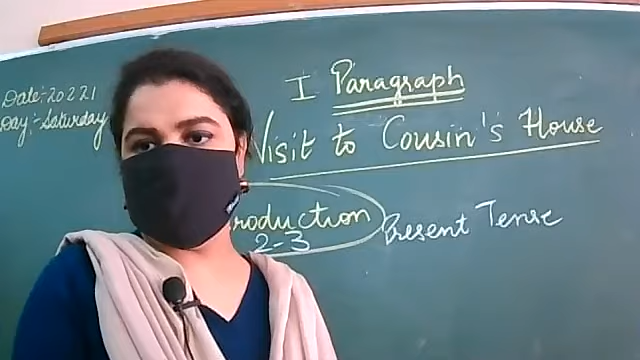 Date:-20221
Day:-Saturday
I Paragraph
Visit to Cousin's House
roduction
2-3
Present Tense